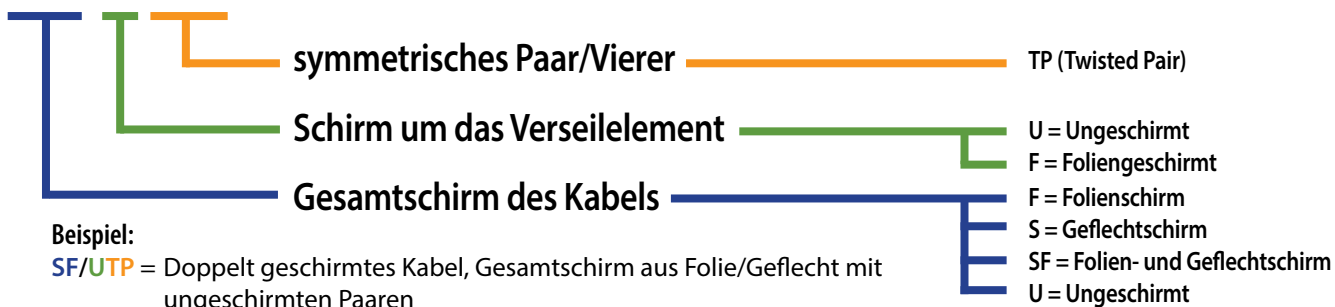 symmetrisches Paar/Vierer TP (Twisted Pair)
Schirm um das Verseilelement U = Ungeschirmt
F = Foliengeschirmt
Gesamtschirm des Kabels F = Folienschirm
S = Geflechtschirm
SF = Folien- und Geflechtschirm
U = Ungeschirmt
Beispiel:
SF/UTP = Doppelt geschirmtes Kabel, Gesamtschirm aus Folie/Geflecht mit
ungeschirmten Paaren